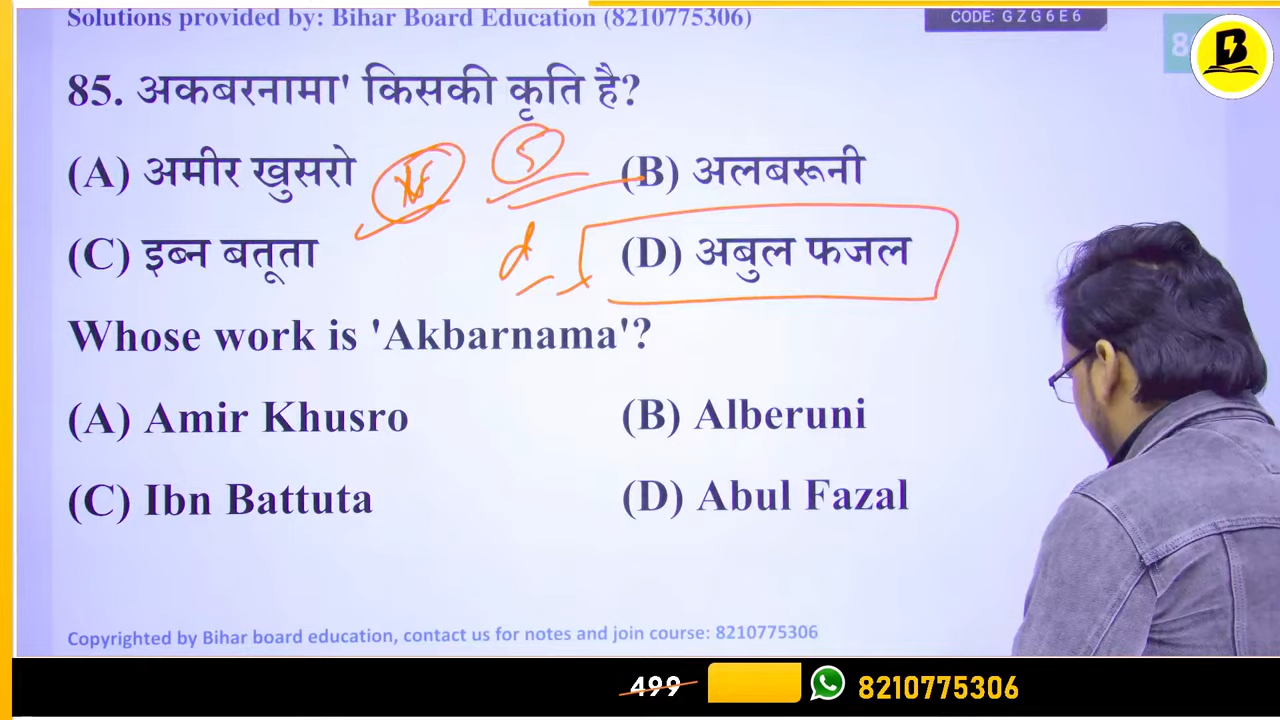 Solutions provided by: Bihar Board Education (8210775306)
CODE: G Z G 6 E 6
8
B
85. अकबरनामा' किसकी कृति है?
(A) अमीर खुसरो (B) अलबरूनी
(C) इब्न बतूता (D) अबुल फजल
d
Whose work is 'Akbarnama'?
(A) Amir Khusro (B) Alberuni
(C) Ibn Battuta (D) Abul Fazal
Copyrighted by Bihar board education, contact us for notes and join course: 8210775306
499 8210775306